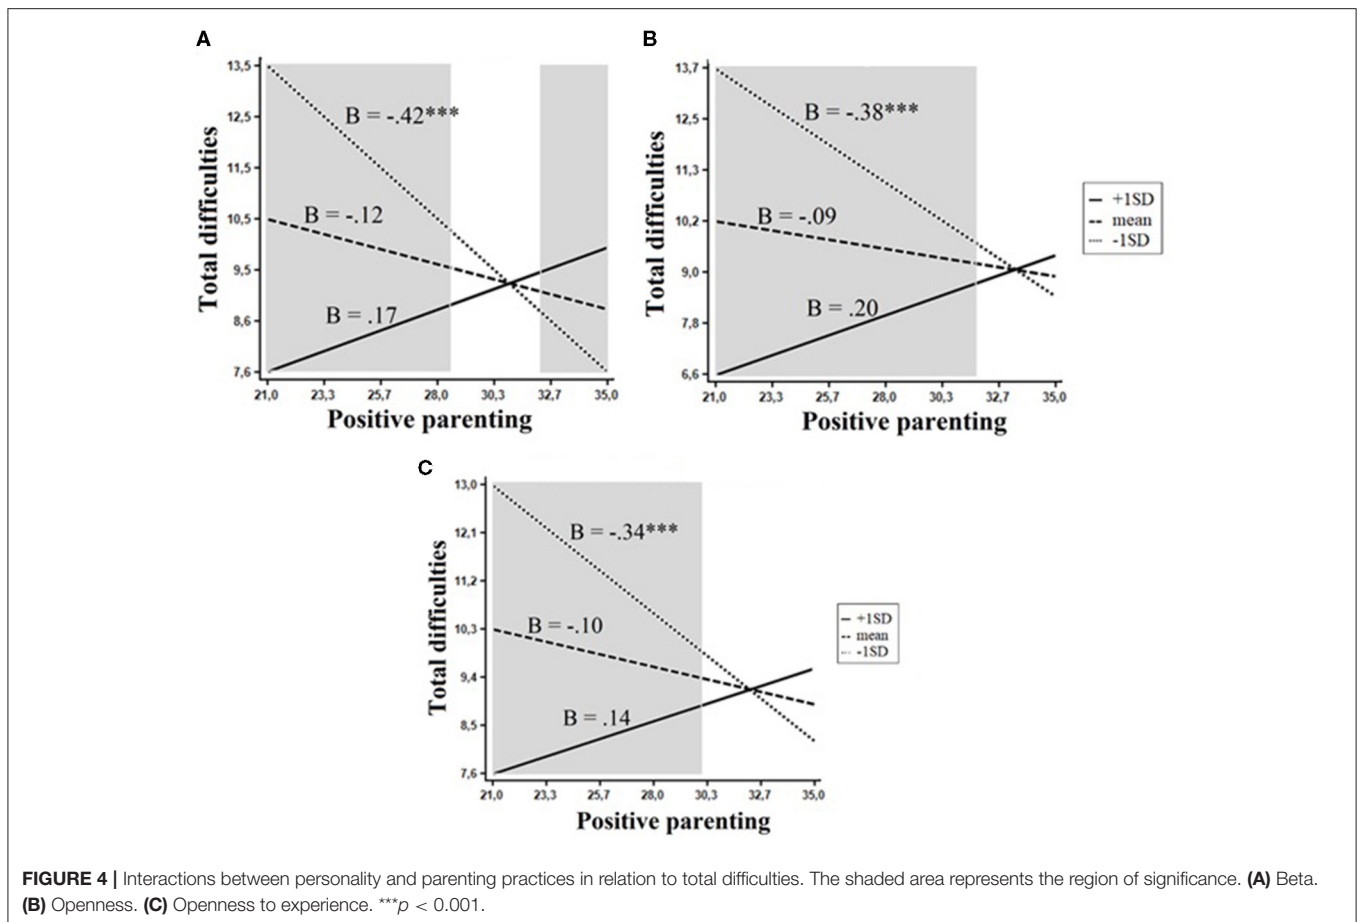 A
13,5
12,5
11,5
10,5
9,5
8,6
7,6
Total difficulties
B = -.42***
B = -.12
B = .17
21,0 23,3 25,7 28,0 30,3 32,7 35,0
Positive parenting
B
13,7
12,5
11,3
10,2
9,0
7,8
6,6
Total difficulties
B = -.38***
B = -.09
B = .20
21,0 23,3 25,7 28,0 30,3 32,7 35,0
Positive parenting
+1SD
mean
-1SD
C
13,0
12,1
11,2
10,3
9,4
8,5
7,6
Total difficulties
B = -.34***
B = -.10
B = .14
21,0 23,3 25,7 28,0 30,3 32,7 35,0
Positive parenting
+1SD
mean
-1SD
FIGURE 4 | Interactions between personality and parenting practices in relation to total difficulties. The shaded area represents the region of significance. (A) Beta.
(B) Openness. (C) Openness to experience. ***p < 0.001.